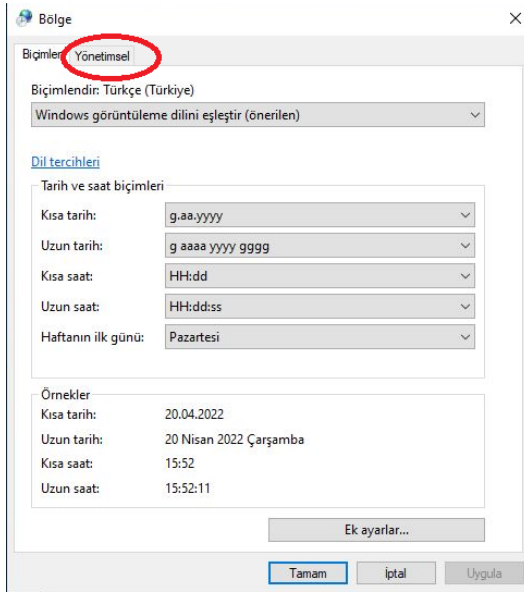 Bölge
Biçimler Yönetimsel
Biçimlendir: Türkçe (Türkiye)
Windows görüntüleme dilini eşleştir (önerilen)
Dil tercihleri
Tarih ve saat biçimleri
Kısa tarih: g.aa.yyyy
Uzun tarih: g aaaa yyyy gggg
Kısa saat: HH:dd
Uzun saat: HH:dd:ss
Haftanın ilk günü: Pazartesi
Örnekler
Kısa tarih: 20.04.2022
Uzun tarih: 20 Nisan 2022 Çarşamba
Kısa saat: 15:52
Uzun saat: 15:52:11
Ek ayarlar...
Tamam İptal Uygula